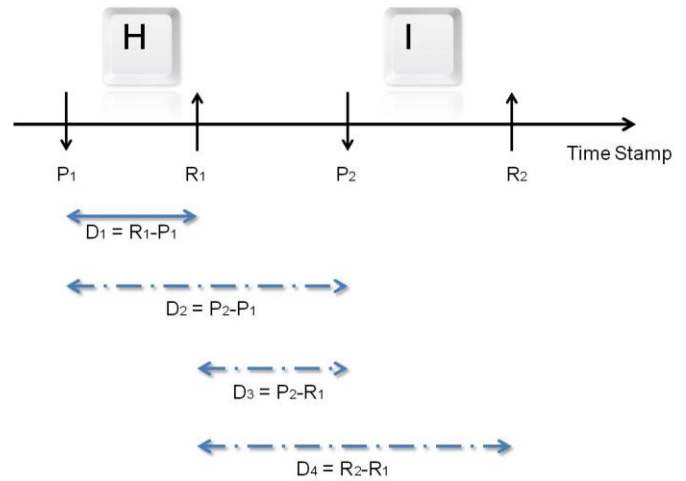 H I
Time Stamp
P1 R1 P2 R2
D1 = R1-P1
D2 = P2-P1
D3 = P2-R1
D4 = R2-R1